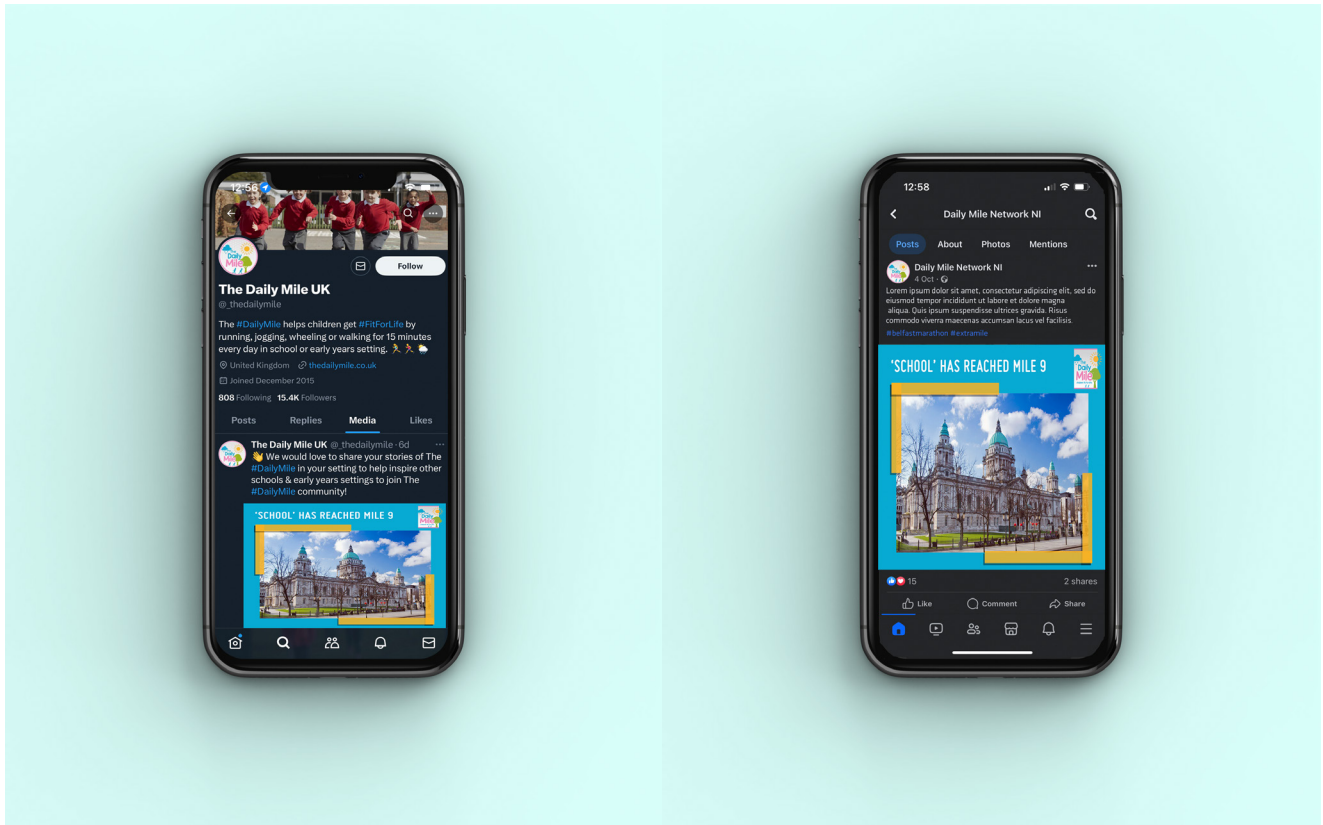 12:56
Follow
The Daily Mile UK
@_thedailymile
The #DailyMile helps children get #FitForLife by
running, jogging, wheeling or walking for 15 minutes
every day in school or early years setting. 🏃 🏃 🌦
United Kingdom thedailymile.co.uk
Joined December 2015
808 Following 15.4K Followers
Posts Replies Media Likes
The Daily Mile UK @_thedailymile · 6d
👋 We would love to share your stories of The
#DailyMile in your setting to help inspire other
schools & early years settings to join The
#DailyMile community!
'SCHOOL' HAS REACHED MILE 9
Daily
Mile
12:58
Daily Mile Network NI
Posts About Photos Mentions
Daily Mile Network NI
4 Oct ·
Lorem ipsum dolor sit amet, consectetur adipiscing elit, sed do
eiusmod tempor incididunt ut labore et dolore magna
aliqua. Quis ipsum suspendisse ultrices gravida. Risus
commodo viverra maecenas accumsan lacus vel facilisis.
#belfastmarathon #extramile
'SCHOOL' HAS REACHED MILE 9
Daily
Mile
15
2 shares
Like Comment Share